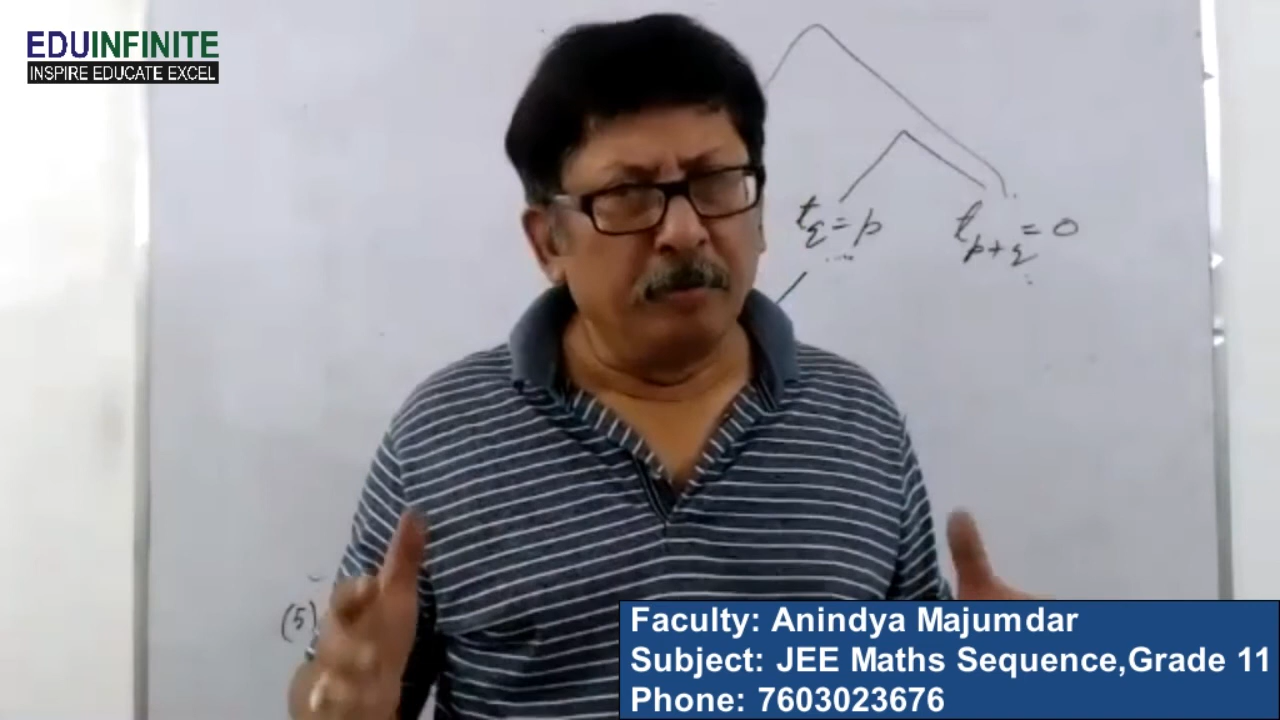 EDUINFINITE
INSPIRE EDUCATE EXCEL
t_q = p t_{p+q} = 0
(5)
Faculty: Anindya Majumdar
Subject: JEE Maths Sequence,Grade 11
Phone: 7603023676